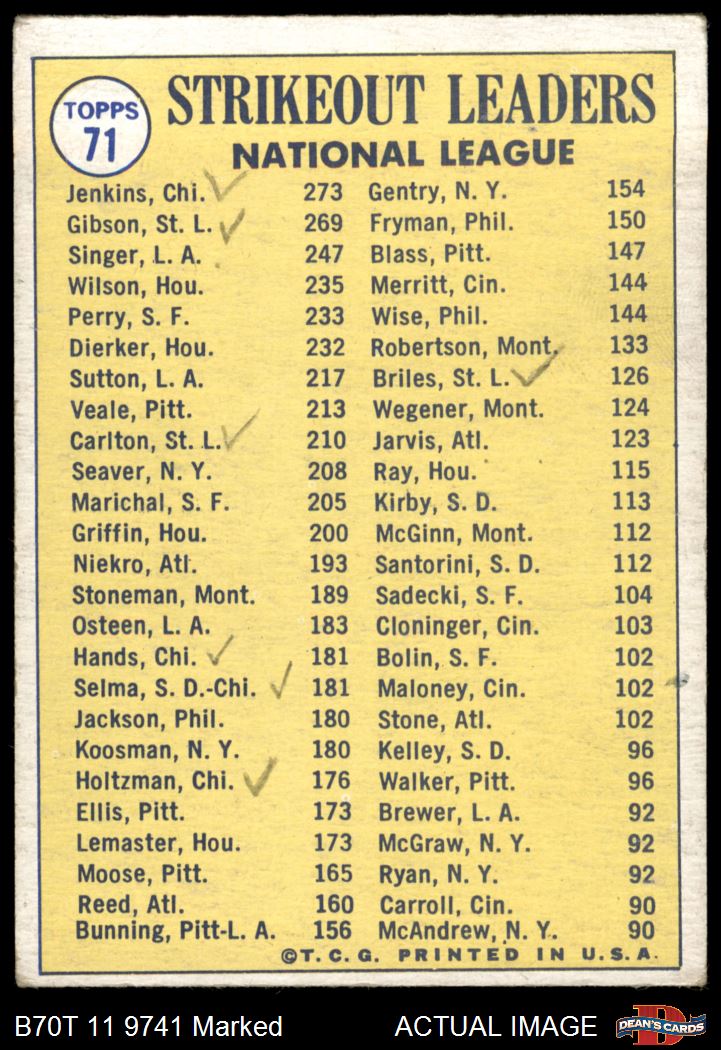 TOPPS
71
STRIKEOUT LEADERS
NATIONAL LEAGUE
Jenkins, Chi. 273
Gibson, St. L. 269
Singer, L. A. 247
Wilson, Hou. 235
Perry, S. F. 233
Dierker, Hou. 232
Sutton, L. A. 217
Veale, Pitt. 213
Carlton, St. L. 210
Seaver, N. Y. 208
Marichal, S. F. 205
Griffin, Hou. 200
Niekro, Atl. 193
Stoneman, Mont. 189
Osteen, L. A. 183
Hands, Chi. 181
Selma, S. D.-Chi. 181
Jackson, Phil. 180
Koosman, N. Y. 180
Holtzman, Chi. 176
Ellis, Pitt. 173
Lemaster, Hou. 173
Moose, Pitt. 165
Reed, Atl. 160
Bunning, Pitt-L. A. 156
Gentry, N. Y. 154
Fryman, Phil. 150
Blass, Pitt. 147
Merritt, Cin. 144
Wise, Phil. 144
Robertson, Mont. 133
Briles, St. L. 126
Wegener, Mont. 124
Jarvis, Atl. 123
Ray, Hou. 115
Kirby, S. D. 113
McGinn, Mont. 112
Santorini, S. D. 112
Sadecki, S. F. 104
Cloninger, Cin. 103
Bolin, S. F. 102
Maloney, Cin. 102
Stone, Atl. 102
Kelley, S. D. 96
Walker, Pitt. 96
Brewer, L. A. 92
McGraw, N. Y. 92
Ryan, N. Y. 92
Carroll, Cin. 90
McAndrew, N. Y. 90
©T. C. G. PRINTED IN U. S. A.
B70T 11 9741 Marked
ACTUAL IMAGE
DEAN'S CARDS